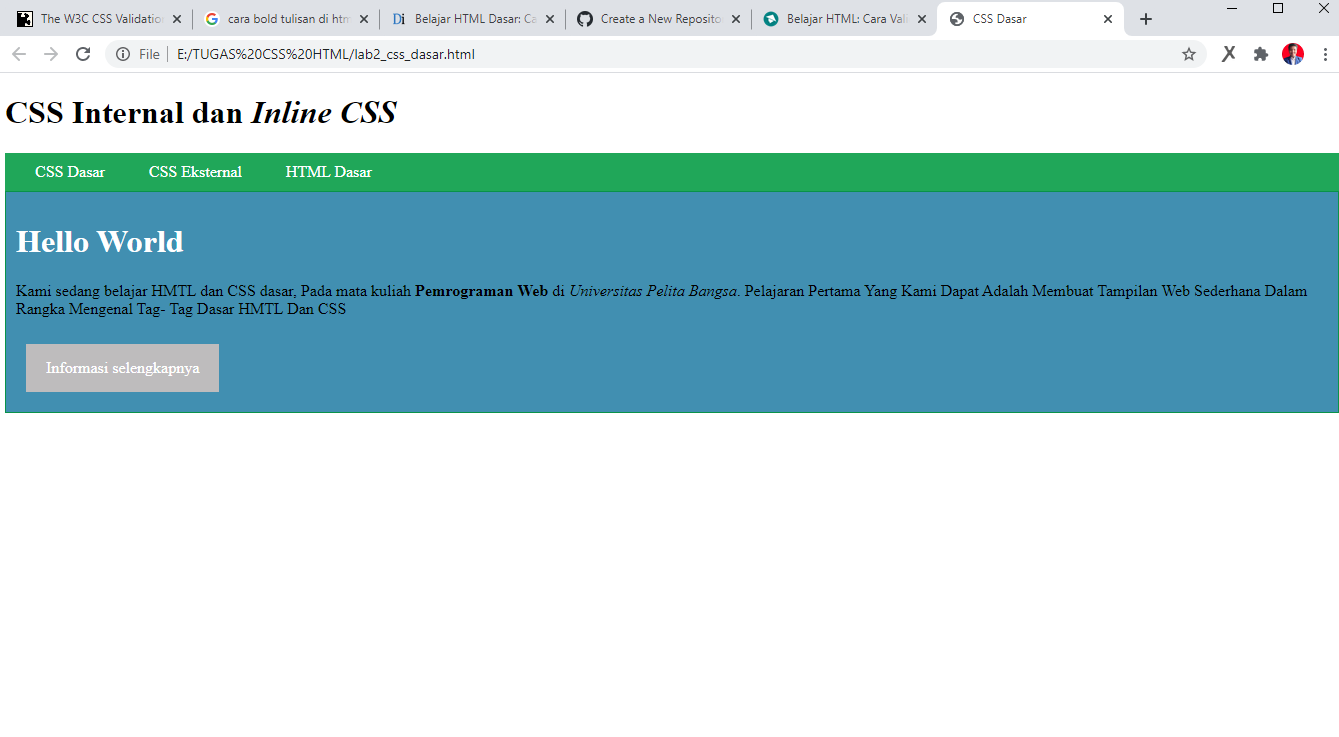 The W3C CSS Validatio
cara bold tulisan di htm
Di
Belajar HTML Dasar: Ca
Create a New Reposito
Belajar HTML: Cara Vali
CSS Dasar
File
E:/TUGAS%20CSS%20HTML/lab2_css_dasar.html
CSS Internal dan Inline CSS
CSS Dasar CSS Eksternal HTML Dasar
Hello World
Kami sedang belajar HMTL dan CSS dasar, Pada mata kuliah Pemrograman Web di Universitas Pelita Bangsa. Pelajaran Pertama Yang Kami Dapat Adalah Membuat Tampilan Web Sederhana Dalam
Rangka Mengenal Tag- Tag Dasar HMTL Dan CSS
Informasi selengkapnya